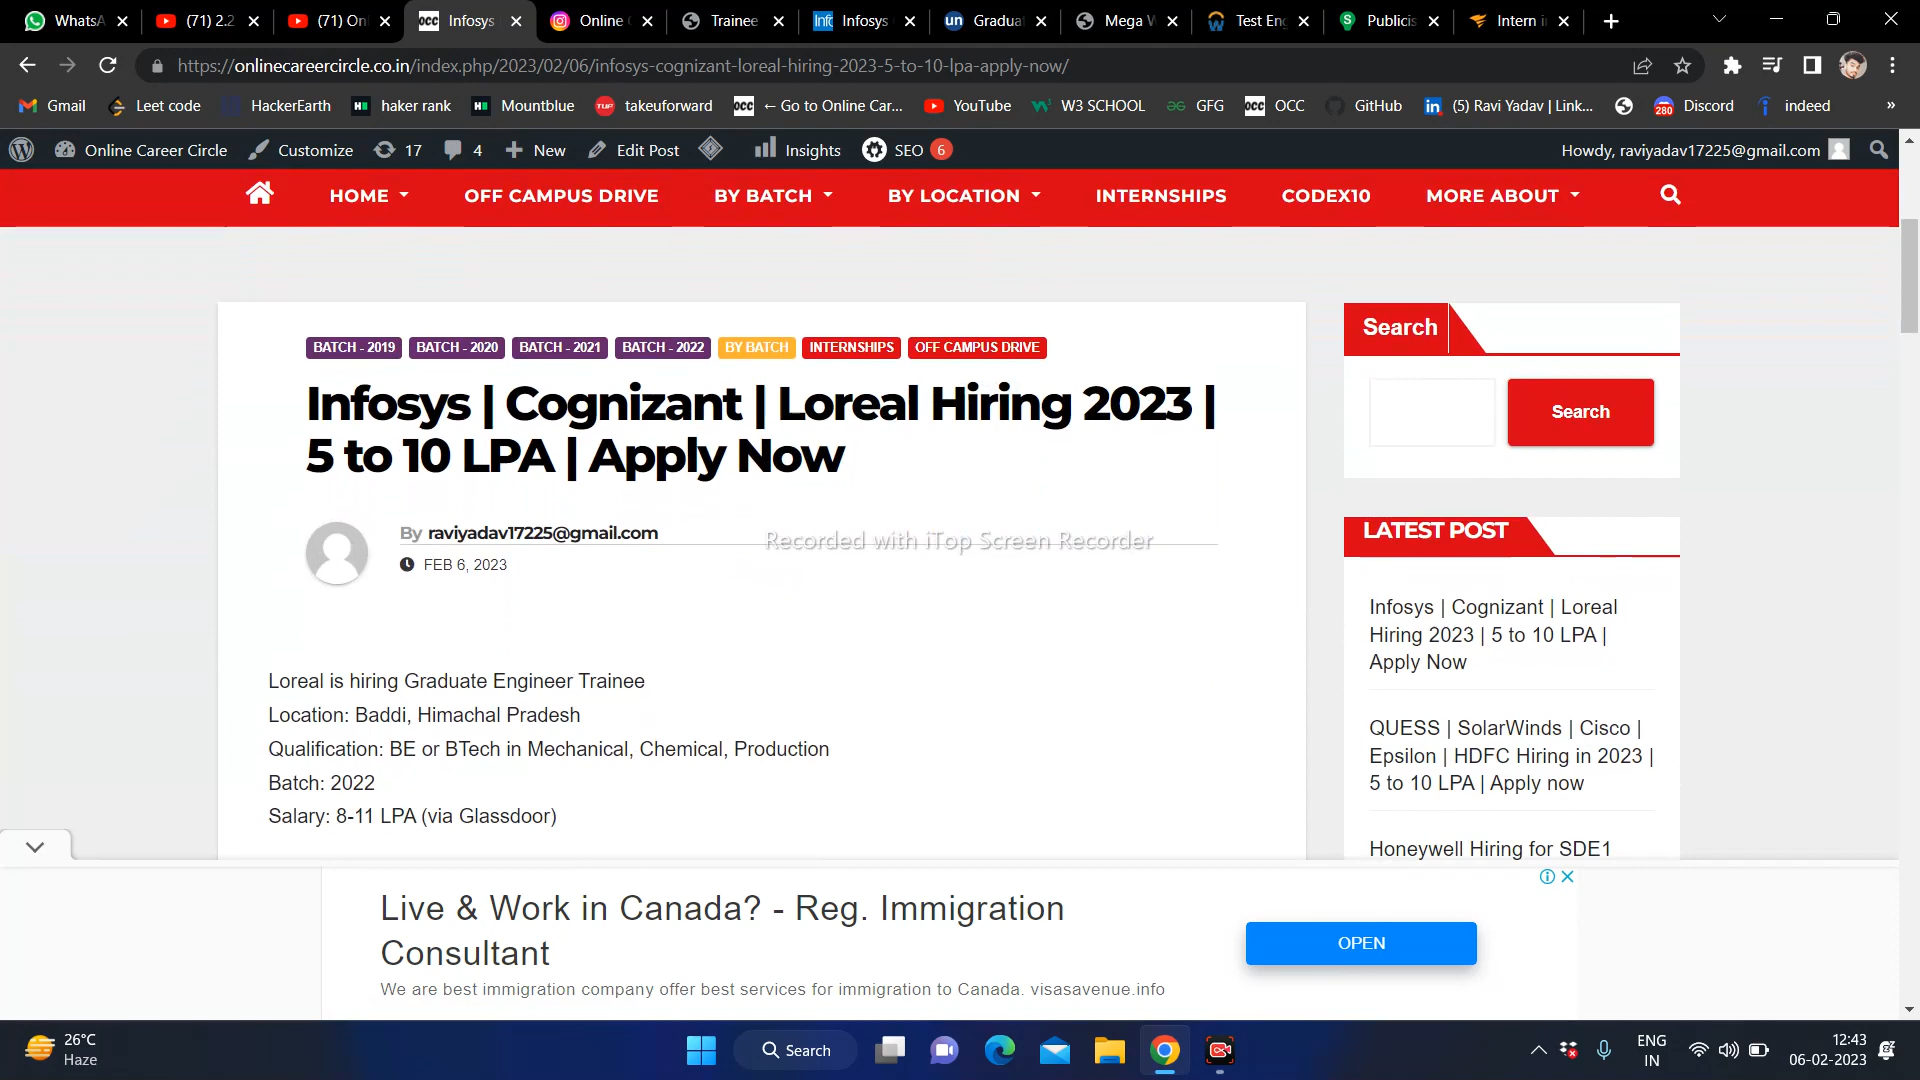 WhatsA
(71) 2.2
(71) Onl
Infosys
Online
Trainee
Infosys
Graduat
Mega W
Test En
Publicis
Intern i
https://onlinecareercircle.co.in/index.php/2023/02/06/infosys-cognizant-loreal-hiring-2023-5-to-10-lpa-apply-now/
Gmail
Leet code
HackerEarth
haker rank
Mountblue
takeuforward
← Go to Online Car...
YouTube
W3 SCHOOL
GFG
OCC
GitHub
(5) Ravi Yadav | Link...
Discord
indeed
»
Online Career Circle
Customize
17
4
New
Edit Post
Insights
SEO 6
Howdy, raviyadav17225@gmail.com
HOME
OFF CAMPUS DRIVE
BY BATCH
BY LOCATION
INTERNSHIPS
CODEX10
MORE ABOUT
BATCH - 2019
BATCH - 2020
BATCH - 2021
BATCH - 2022
BY BATCH
INTERNSHIPS
OFF CAMPUS DRIVE
Infosys | Cognizant | Loreal Hiring 2023 |
5 to 10 LPA | Apply Now
By raviyadav17225@gmail.com
FEB 6, 2023
Recorded with iTop Screen Recorder
Loreal is hiring Graduate Engineer Trainee
Location: Baddi, Himachal Pradesh
Qualification: BE or BTech in Mechanical, Chemical, Production
Batch: 2022
Salary: 8-11 LPA (via Glassdoor)
Search
Search
LATEST POST
Infosys | Cognizant | Loreal
Hiring 2023 | 5 to 10 LPA |
Apply Now
QUESS | SolarWinds | Cisco |
Epsilon | HDFC Hiring in 2023 |
5 to 10 LPA | Apply now
Honeywell Hiring for SDE1
Live & Work in Canada? - Reg. Immigration
Consultant
We are best immigration company offer best services for immigration to Canada. visasavenue.info
OPEN
26°C
Haze
Search
ENG
IN
12:43
06-02-2023